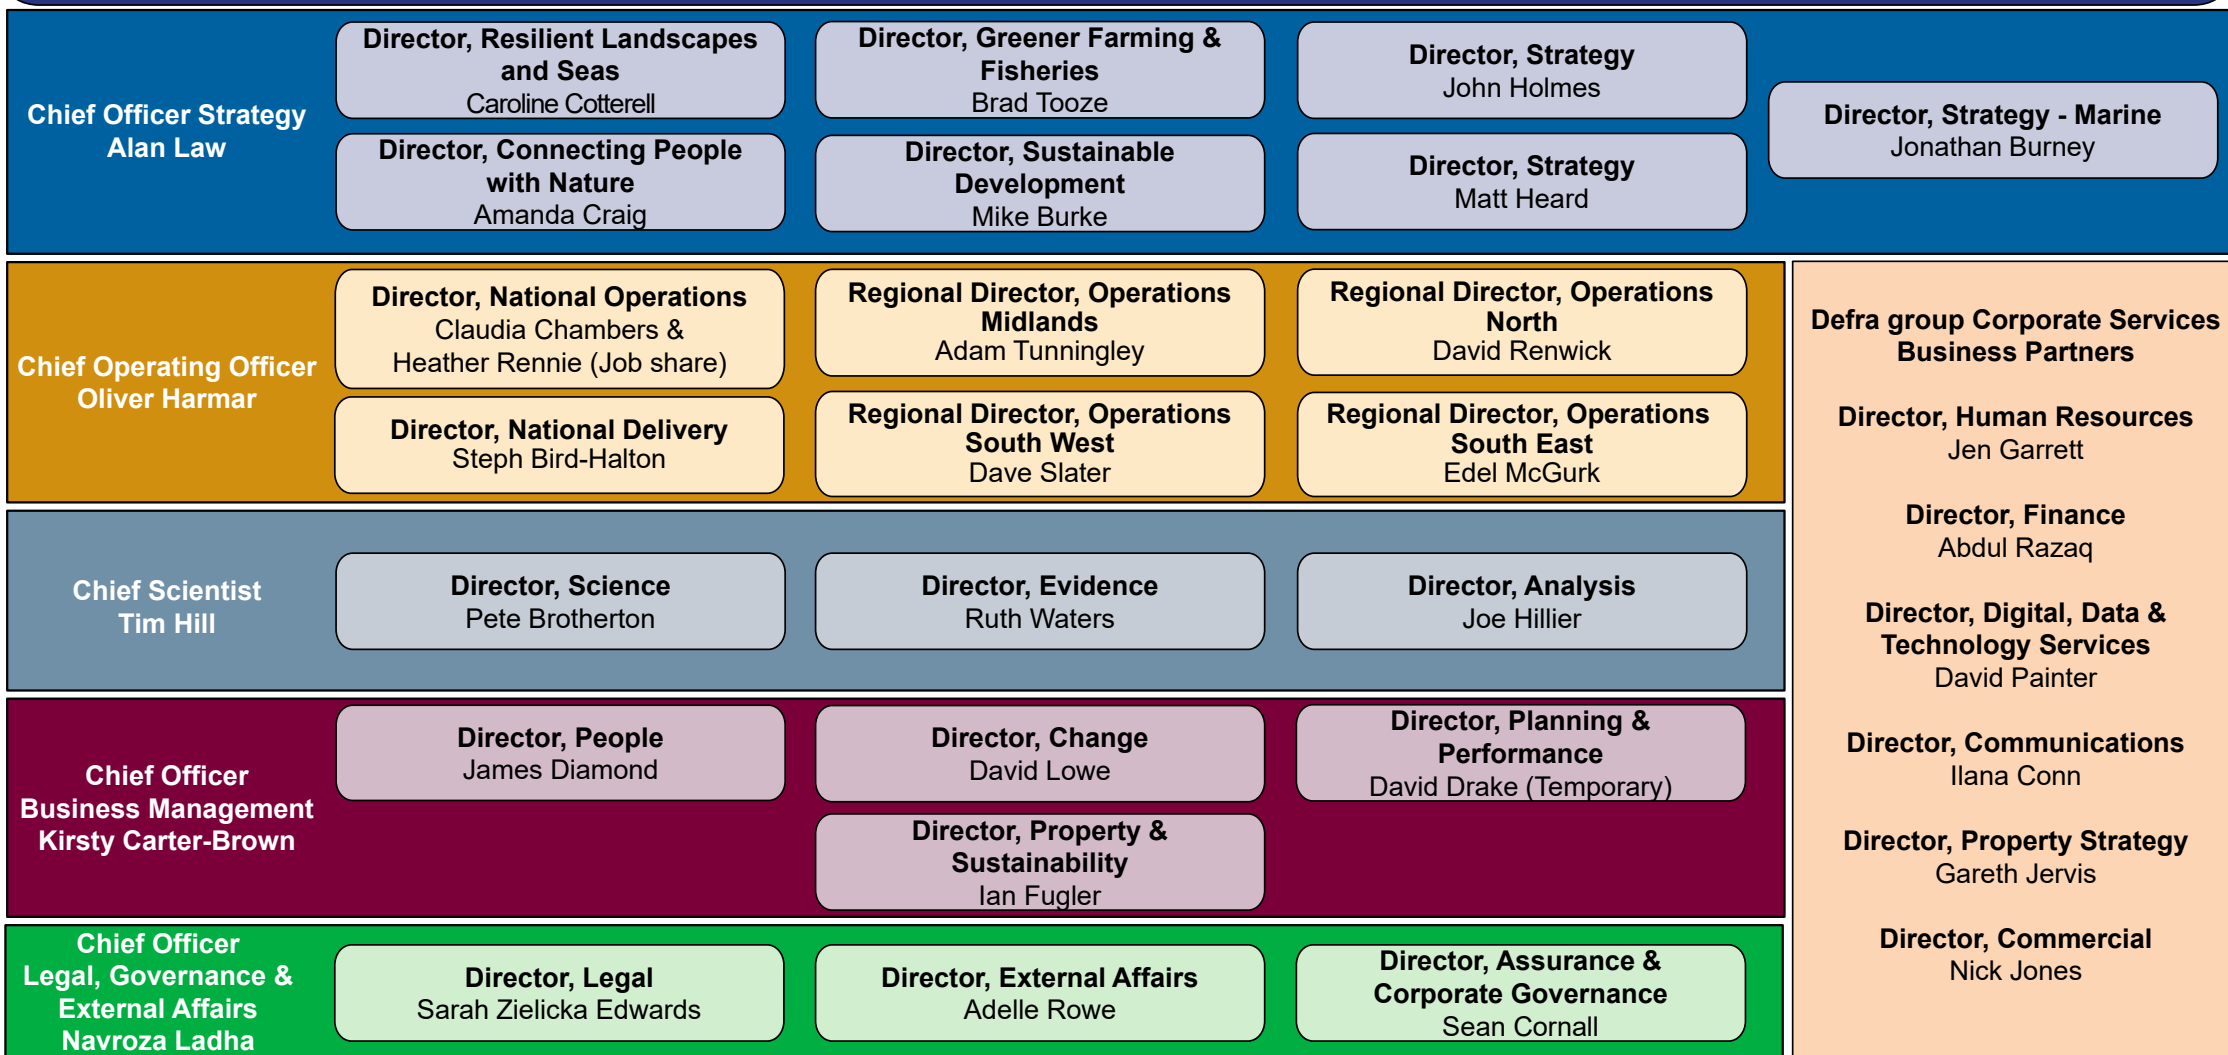 Chief Officer Strategy
Alan Law
Director, Resilient Landscapes
and Seas
Caroline Cotterell
Director, Greener Farming &
Fisheries
Brad Tooze
Director, Strategy
John Holmes
Director, Connecting People
with Nature
Amanda Craig
Director, Sustainable
Development
Mike Burke
Director, Strategy
Matt Heard
Director, Strategy - Marine
Jonathan Burney
Chief Operating Officer
Oliver Harmar
Director, National Operations
Claudia Chambers &
Heather Rennie (Job share)
Regional Director, Operations
Midlands
Adam Tunningley
Regional Director, Operations
North
David Renwick
Director, National Delivery
Steph Bird-Halton
Regional Director, Operations
South West
Dave Slater
Regional Director, Operations
South East
Edel McGurk
Chief Scientist
Tim Hill
Director, Science
Pete Brotherton
Director, Evidence
Ruth Waters
Director, Analysis
Joe Hillier
Chief Officer
Business Management
Kirsty Carter-Brown
Director, People
James Diamond
Director, Change
David Lowe
Director, Planning &
Performance
David Drake (Temporary)
Director, Property &
Sustainability
Ian Fugler
Chief Officer
Legal, Governance &
External Affairs
Navroza Ladha
Director, Legal
Sarah Zielicka Edwards
Director, External Affairs
Adelle Rowe
Director, Assurance &
Corporate Governance
Sean Cornall
Defra group Corporate Services
Business Partners
Director, Human Resources
Jen Garrett
Director, Finance
Abdul Razaq
Director, Digital, Data &
Technology Services
David Painter
Director, Communications
Ilana Conn
Director, Property Strategy
Gareth Jervis
Director, Commercial
Nick Jones